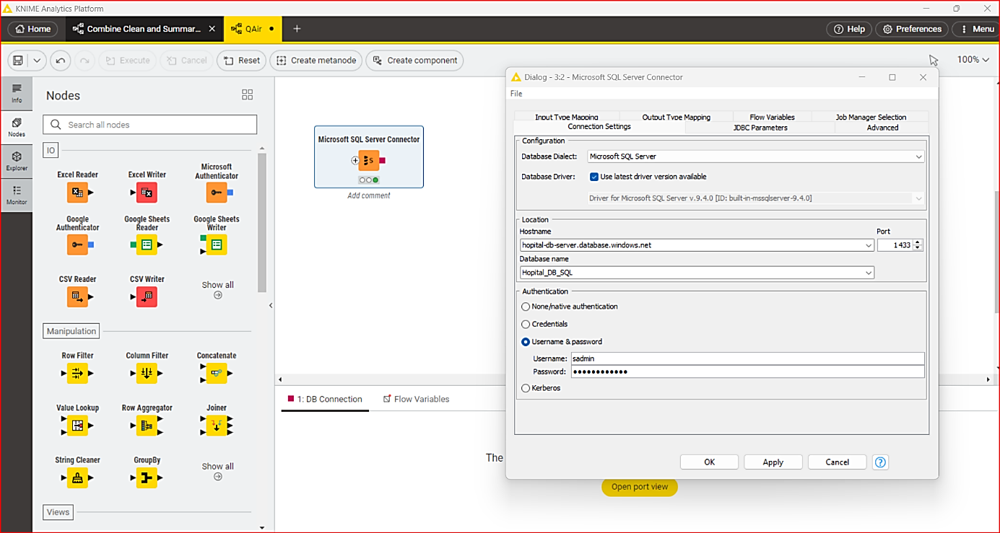 KNIME Analytics Platform
Home
Combine Clean and Summar...
QAir
Help
Preferences
Menu
Execute
Cancel
Reset
Create metanode
Create component
100%
Info
Nodes
Explorer
Monitor
Nodes
Search all nodes
IO
Excel Reader
Excel Writer
Microsoft
Authenticator
Google
Authenticator
Google Sheets
Reader
Google Sheets
Writer
CSV Reader
CSV Writer
Show all
Manipulation
Row Filter
Column Filter
Concatenate
Value Lookup
Row Aggregator
Joiner
String Cleaner
GroupBy
Show all
Views
Microsoft SQL Server Connector
S
Add comment
1: DB Connection
Flow Variables
The
Open port view
Dialog - 3:2 - Microsoft SQL Server Connector
File
Input Type Mapping
Output Type Mapping
Flow Variables
Job Manager Selection
Connection Settings
JDBC Parameters
Advanced
Configuration
Database Dialect:
Microsoft SQL Server
Database Driver:
Use latest driver version available
Driver for Microsoft SQL Server v.9.4.0 [ID: built-in-mssqlserver-9.4.0]
Location
Hostname
Port
hopital-db-server.database.windows.net
1 433
Database name
Hopital_DB_SQL
Authentication
None/native authentication
Credentials
Username & password
Username:
sadmin
Password:
●●●●●●●●●●●●
Kerberos
OK
Apply
Cancel
?